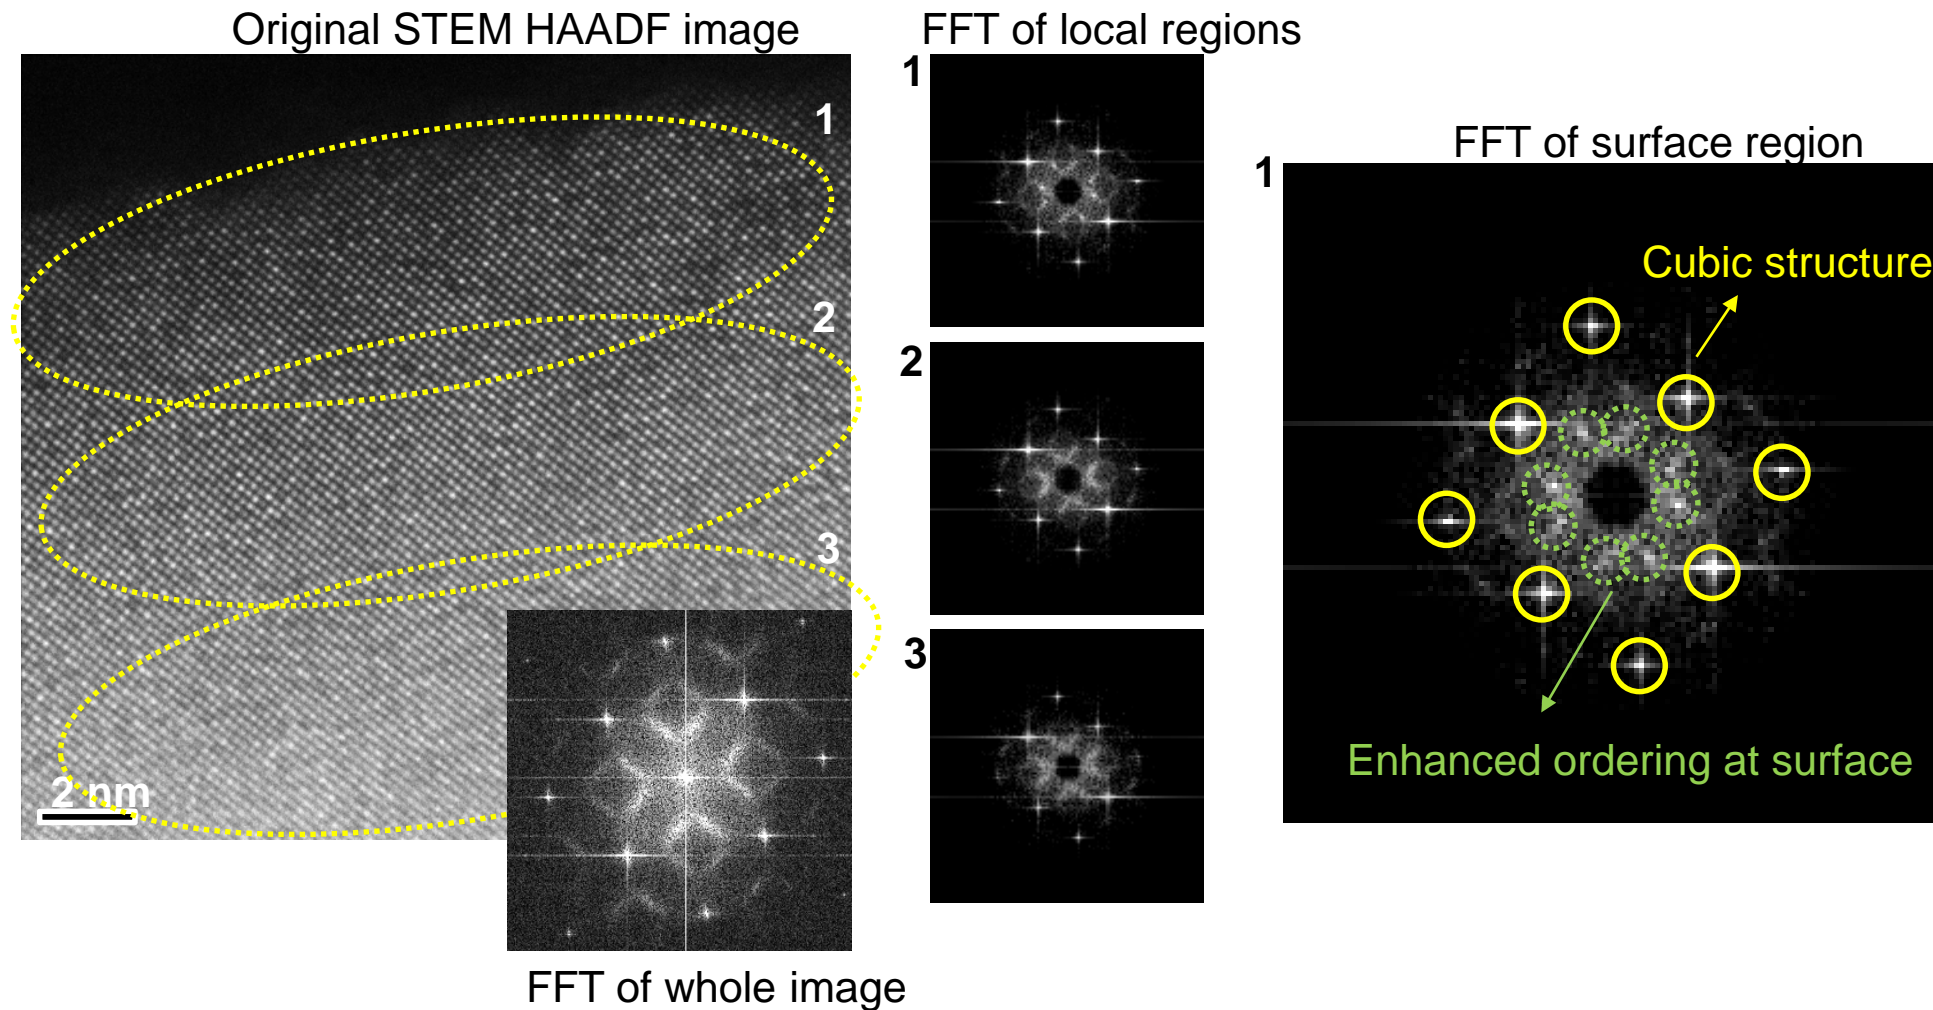 Original STEM HAADF image
FFT of local regions
1
1
FFT of surface region
1
Cubic structure
2
2
3
3
Enhanced ordering at surface
2 nm
FFT of whole image